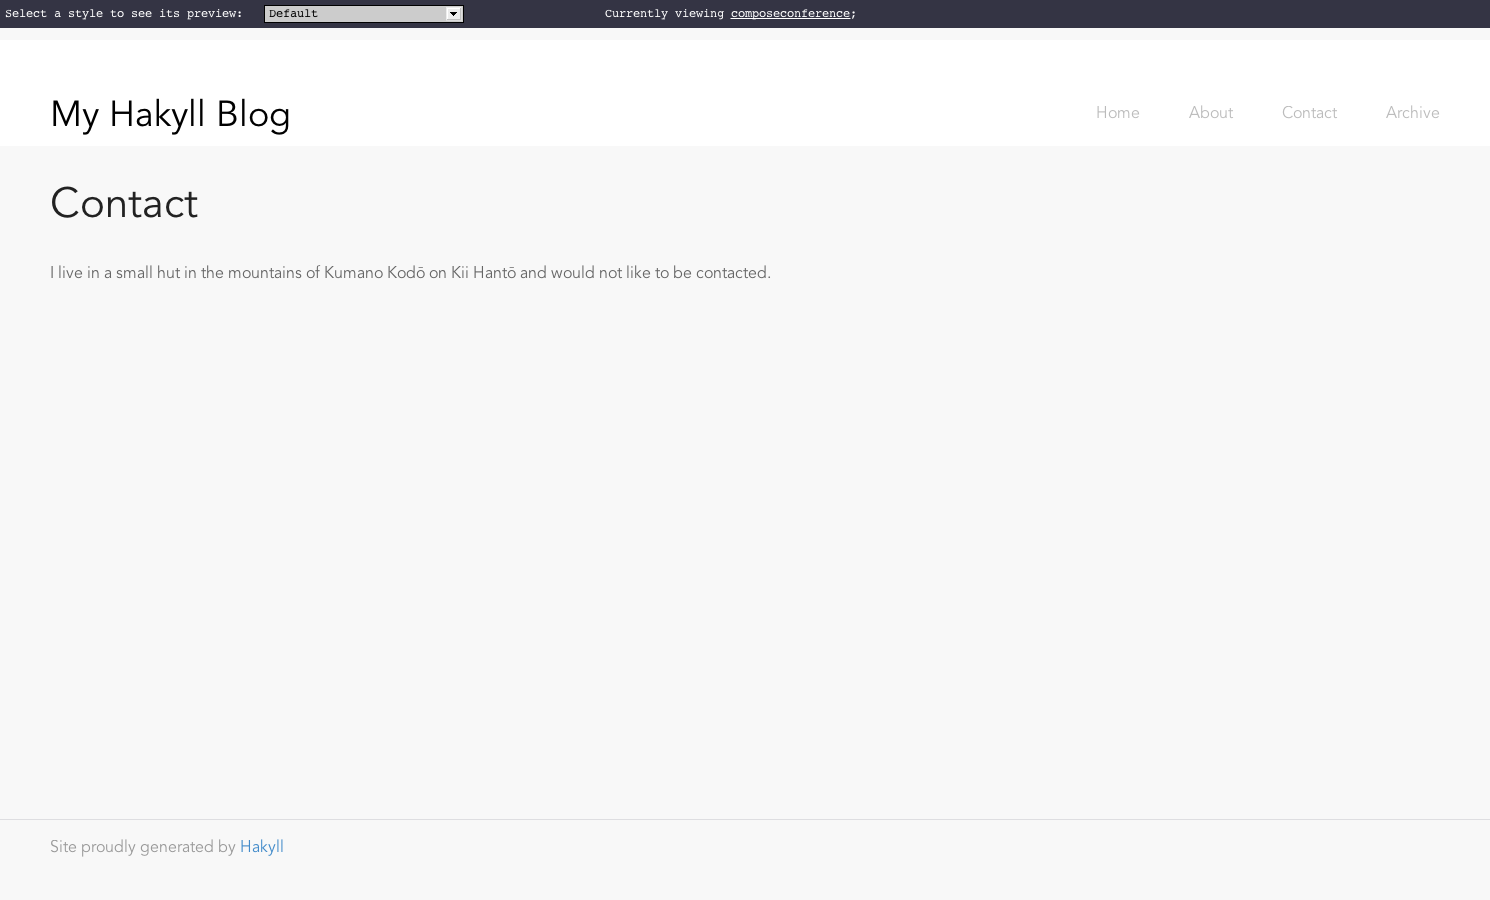 Select a style to see its preview: Default Currently viewing composeconference;
My Hakyll Blog
Home About Contact Archive
Contact
I live in a small hut in the mountains of Kumano Kodō on Kii Hantō and would not like to be contacted.
Site proudly generated by Hakyll